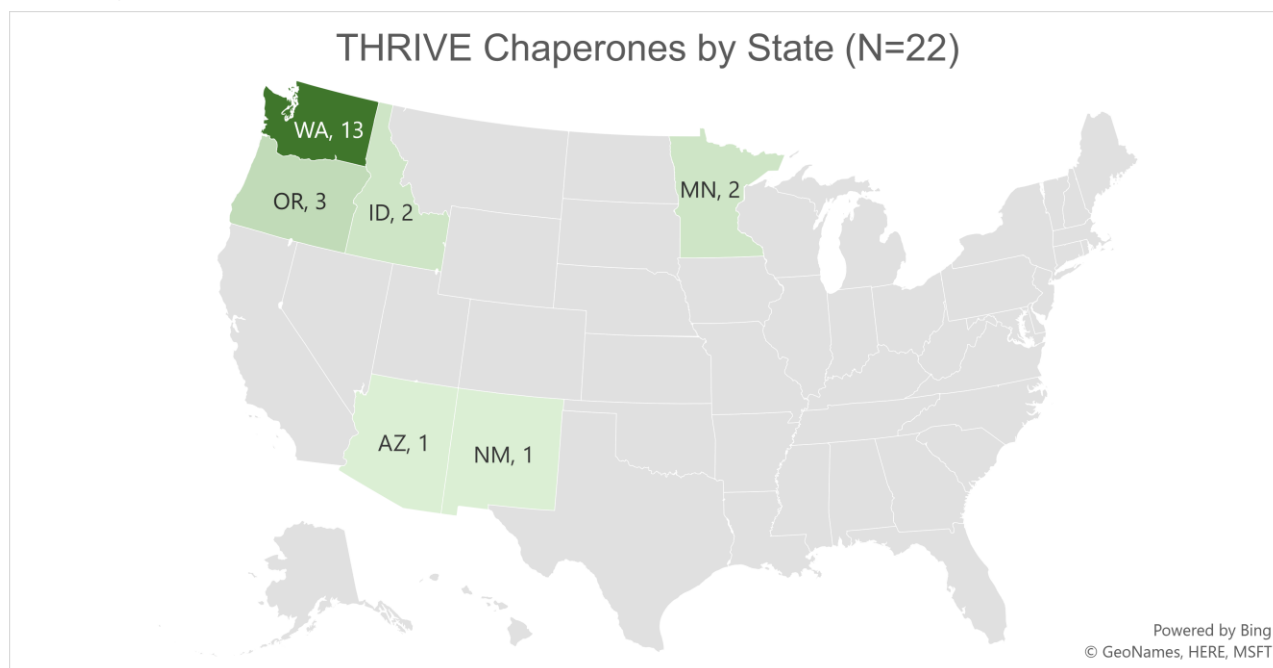 THRIVE Chaperones by State (N=22)
WA, 13
OR, 3
ID, 2
MN, 2
AZ, 1
NM, 1
Powered by Bing
© GeoNames, HERE, MSFT